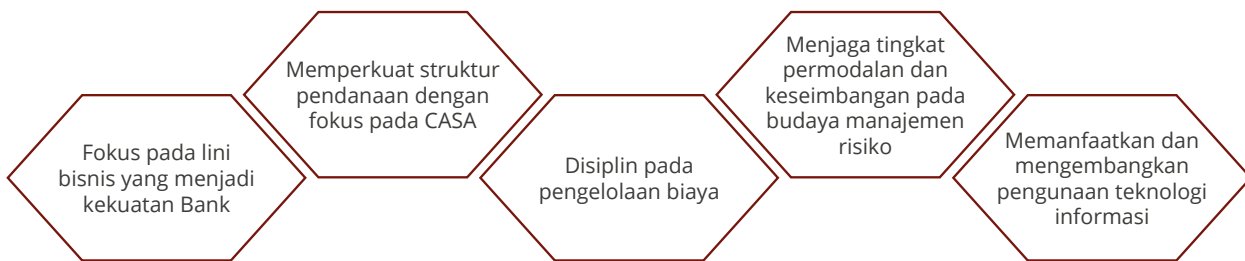 Fokus pada lini
bisnis yang menjadi
kekuatan Bank
Memperkuat struktur
pendanaan dengan
fokus pada CASA
Disiplin pada
pengelolaan biaya
Menjaga tingkat
permodalan dan
keseimbangan pada
budaya manajemen
risiko
Memanfaatkan dan
mengembangkan
pengunaan teknologi
informasi